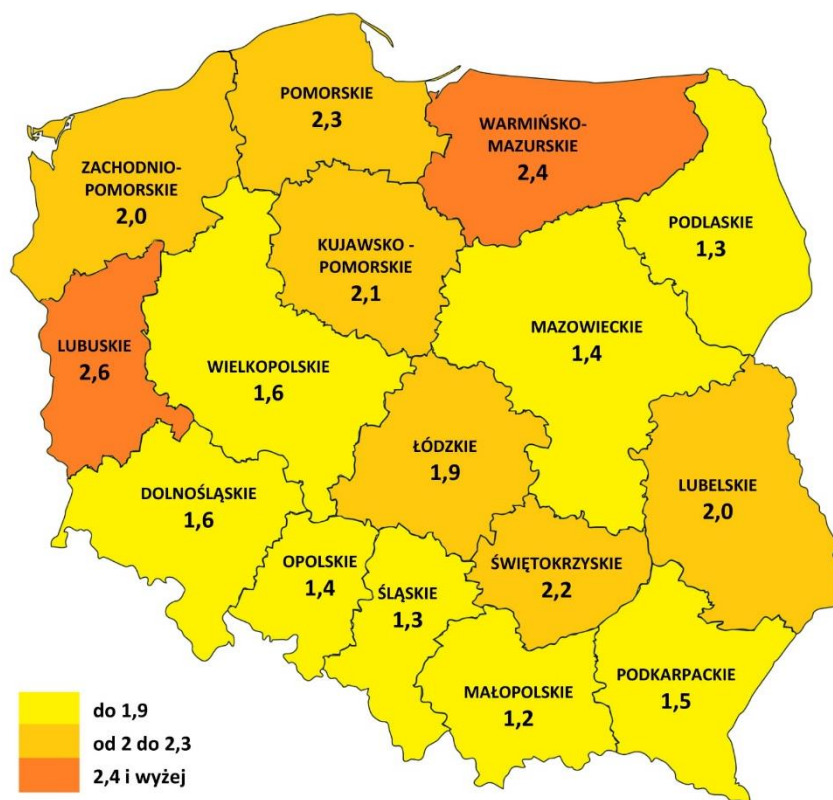 POMORSKIE
2,3
WARMIŃSKO-
MAZURSKIE
2,4
ZACHODNIO-
POMORSKIE
2,0
PODLASKIE
1,3
KUJAWSKO -
POMORSKIE
2,1
MAZOWIECKIE
1,4
LUBUSKIE
2,6
WIELKOPOLSKIE
1,6
ŁÓDZKIE
1,9
LUBELSKIE
2,0
DOLNOŚLĄSKIE
1,6
OPOLSKIE
1,4
ŚLĄSKIE
1,3
ŚWIĘTOKRZYSKIE
2,2
MAŁOPOLSKIE
1,2
PODKARPACKIE
1,5
do 1,9
od 2 do 2,3
2,4 i wyżej